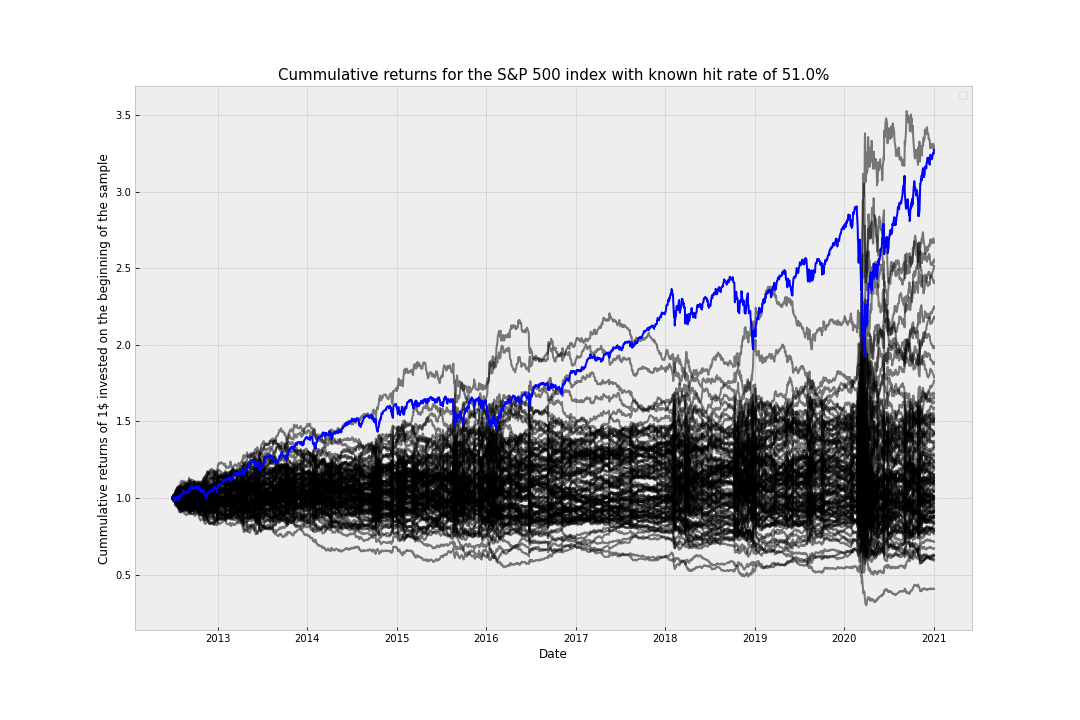 Cummulative returns for the S&P 500 index with known hit rate of 51.0%
Cummulative returns of 1$ invested on the beginning of the sample
3.5
3.0
2.5
2.0
1.5
1.0
0.5
2013 2014 2015 2016 2017 2018 2019 2020 2021
Date